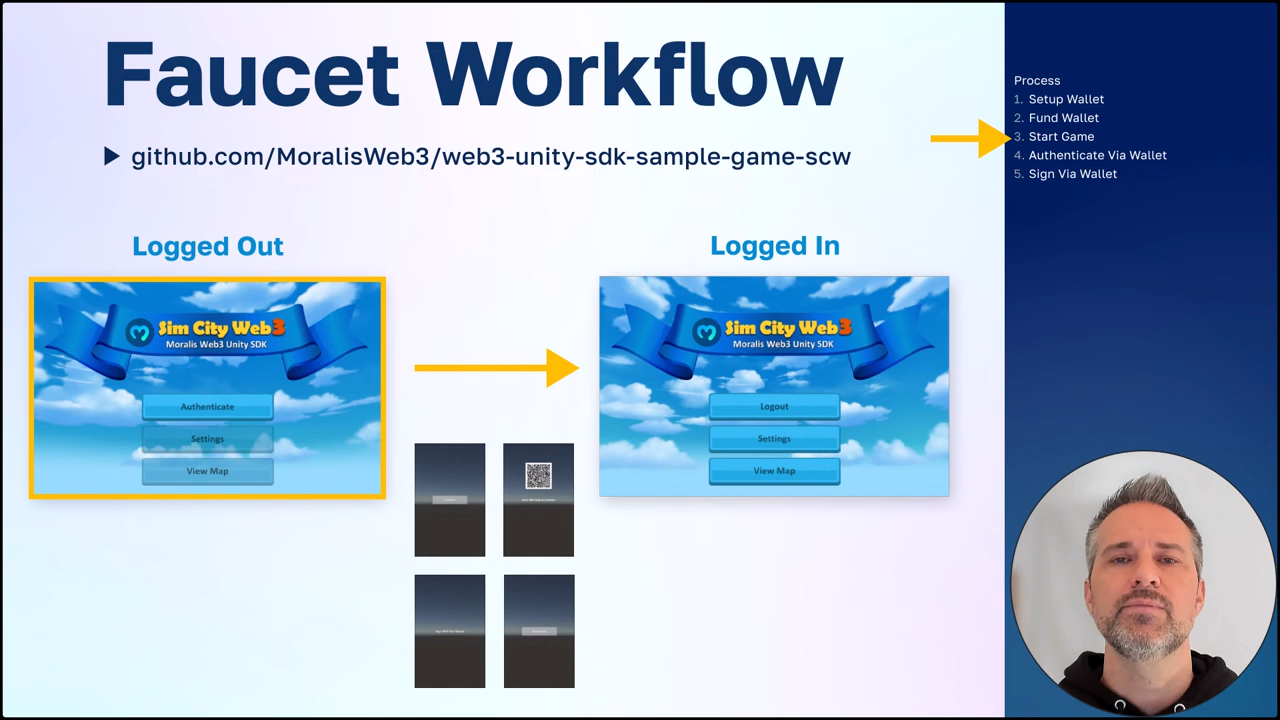 Faucet Workflow
github.com/MoralisWeb3/web3-unity-sdk-sample-game-scw
Process
1. Setup Wallet
2. Fund Wallet
3. Start Game
4. Authenticate Via Wallet
5. Sign Via Wallet
Logged Out
Sim City Web3
Moralis Web3 Unity SDK
Authenticate
Settings
View Map
Logged In
Sim City Web3
Moralis Web3 Unity SDK
Logout
Settings
View Map